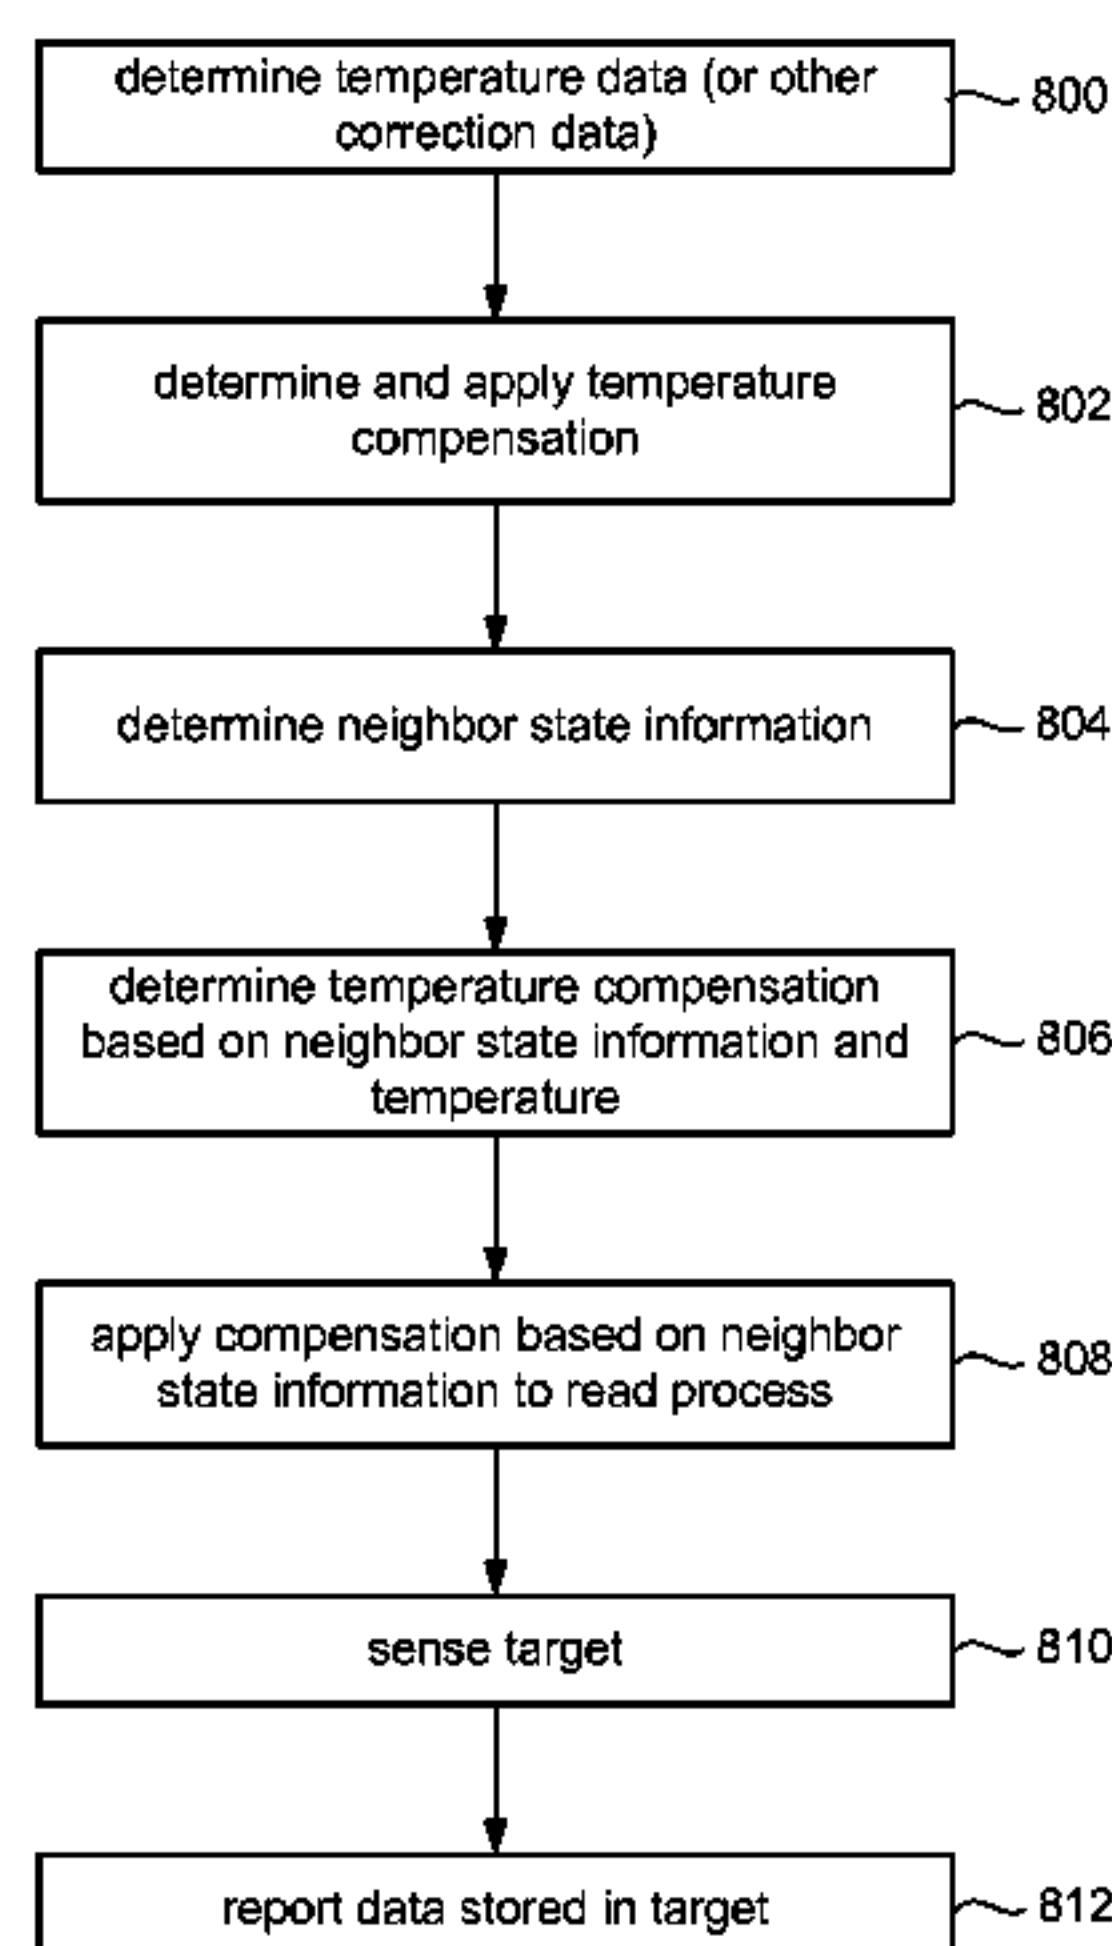 determine temperature data (or other
correction data)
800
determine and apply temperature
compensation
802
determine neighbor state information
804
determine temperature compensation
based on neighbor state information and
temperature
806
apply compensation based on neighbor
state information to read process
808
sense target
810
report data stored in target
812